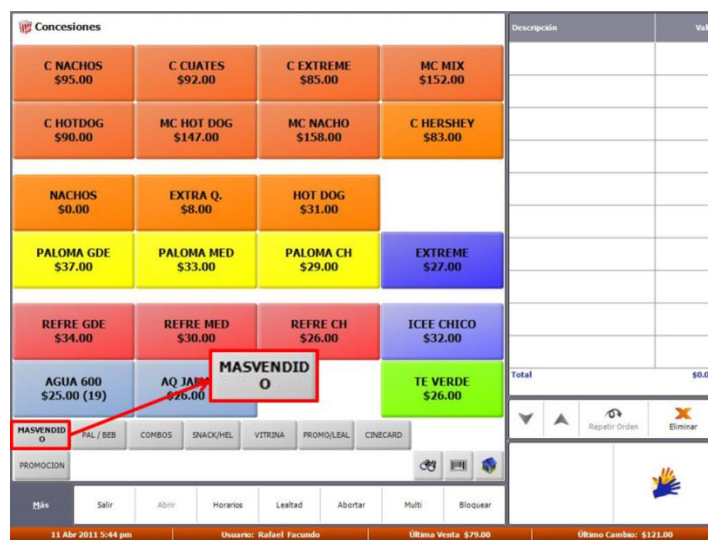 Concesiones
Descripción Val
C NACHOS C CUATES C EXTREME MC MIX
$95.00 $92.00 $85.00 $152.00
C HOTDOG MC HOT DOG MC NACHO C HERSHEY
$90.00 $147.00 $158.00 $83.00
NACHOS EXTRA Q. HOT DOG
$0.00 $8.00 $31.00
PALOMA GDE PALOMA MED PALOMA CH EXTREME
$37.00 $33.00 $29.00 $27.00
REFRE GDE REFRE MED REFRE CH ICEE CHICO
$34.00 $30.00 $26.00 $32.00
MASVENDID
O
Total $0.0
AGUA 600 AQ TE VERDE
$25.00 (19) $26.00 $26.00
MASVENDID
O
PAL / BEB COMBOS SNACK/HEL VITRINA PROMO/LEAL CINECARD
Repetir Orden Eliminar
PROMOCION
Más Salir Abrir Horarios Lealtad Abortar Multi Bloquear
11 Abr 2011 5:44 pm Usuario: Rafael Facundo Última Venta $79.00 Último Cambio: $121.00